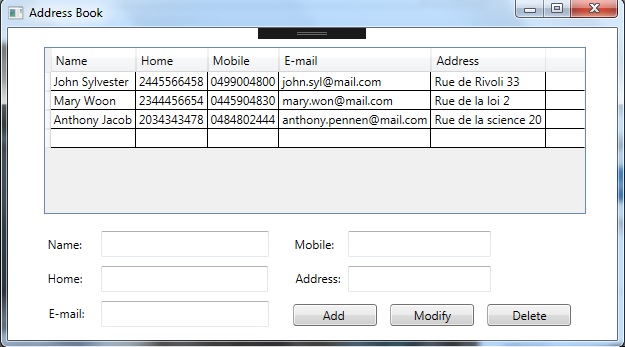 Address Book
Name Home Mobile E-mail Address
John Sylvester 2445566458 0499004800 john.syl@mail.com Rue de Rivoli 33
Mary Woon 2344456654 0445904830 mary.won@mail.com Rue de la loi 2
Anthony Jacob 2034343478 0484802444 anthony.pennen@mail.com Rue de la science 20
Name: Mobile:
Home: Address:
E-mail: Add Modify Delete